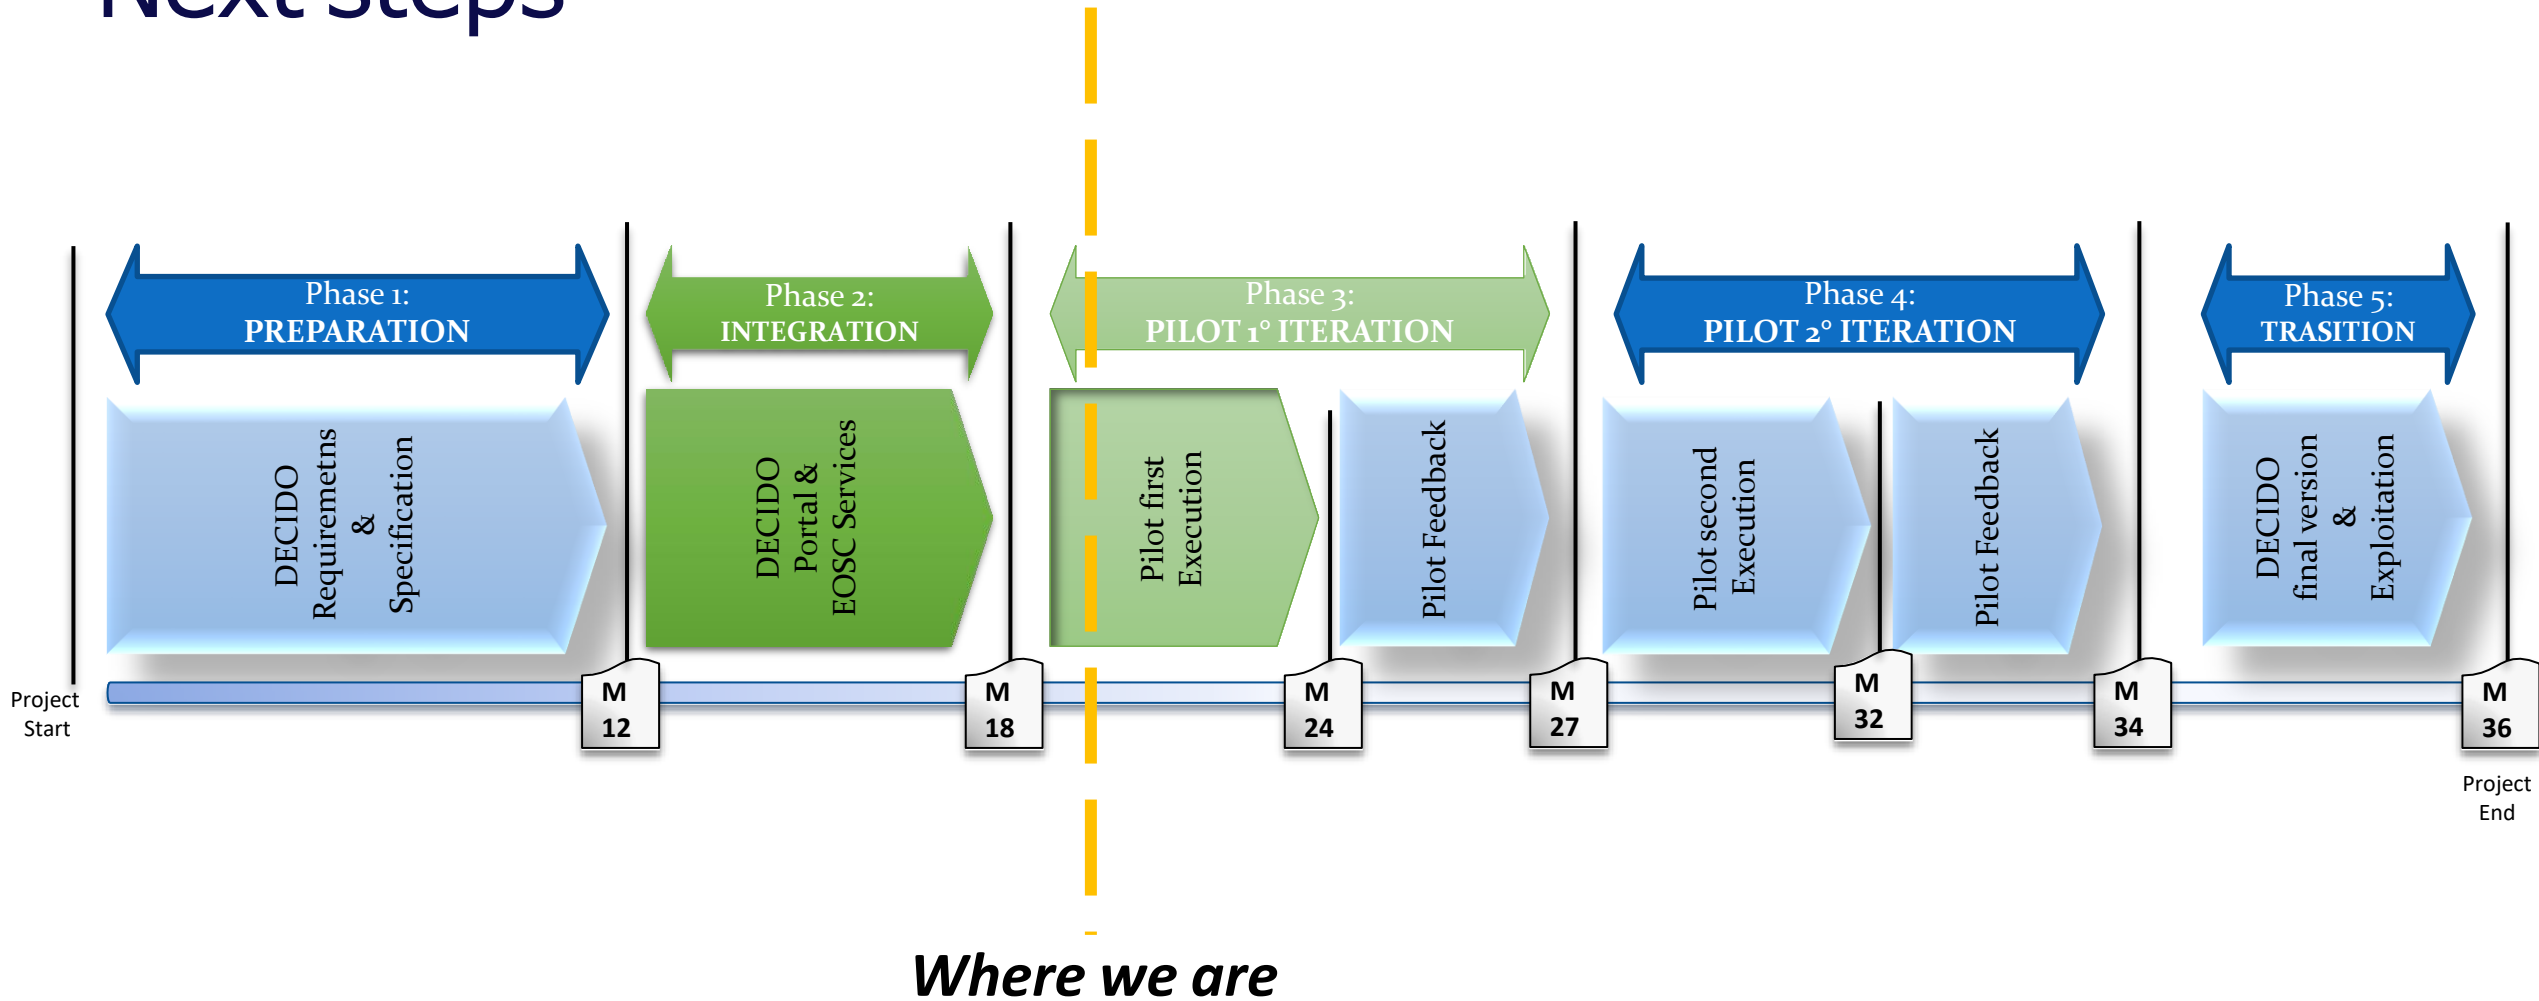 Next steps
Phase 1:
PREPARATION
Phase 2:
INTEGRATION
Phase 3:
PILOT 1° ITERATION
Phase 4:
PILOT 2° ITERATION
Phase 5:
TRASITION
DECIDO
Requiremetns
&
Specification
DECIDO
Portal &
EOSC Services
Pilot first
Execution
Pilot Feedback
Pilot second
Execution
Pilot Feedback
DECIDO
final version
&
Exploitation
Project
Start
M
12
M
18
M
24
M
27
M
32
M
34
M
36
Project
End
Where we are